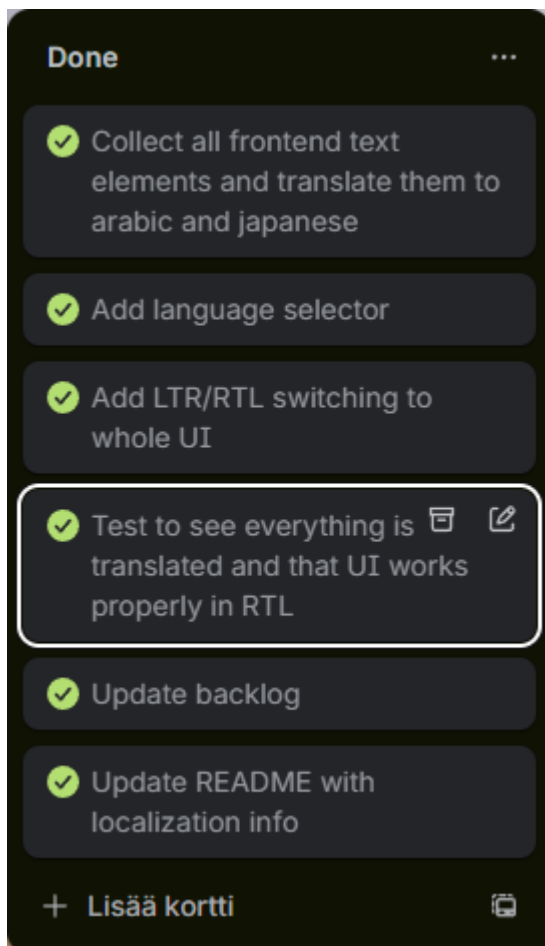 Done
Collect all frontend text
elements and translate them to
arabic and japanese
Add language selector
Add LTR/RTL switching to
whole UI
Test to see everything is
translated and that UI works
properly in RTL
Update backlog
Update README with
localization info
+ Lisää kortti